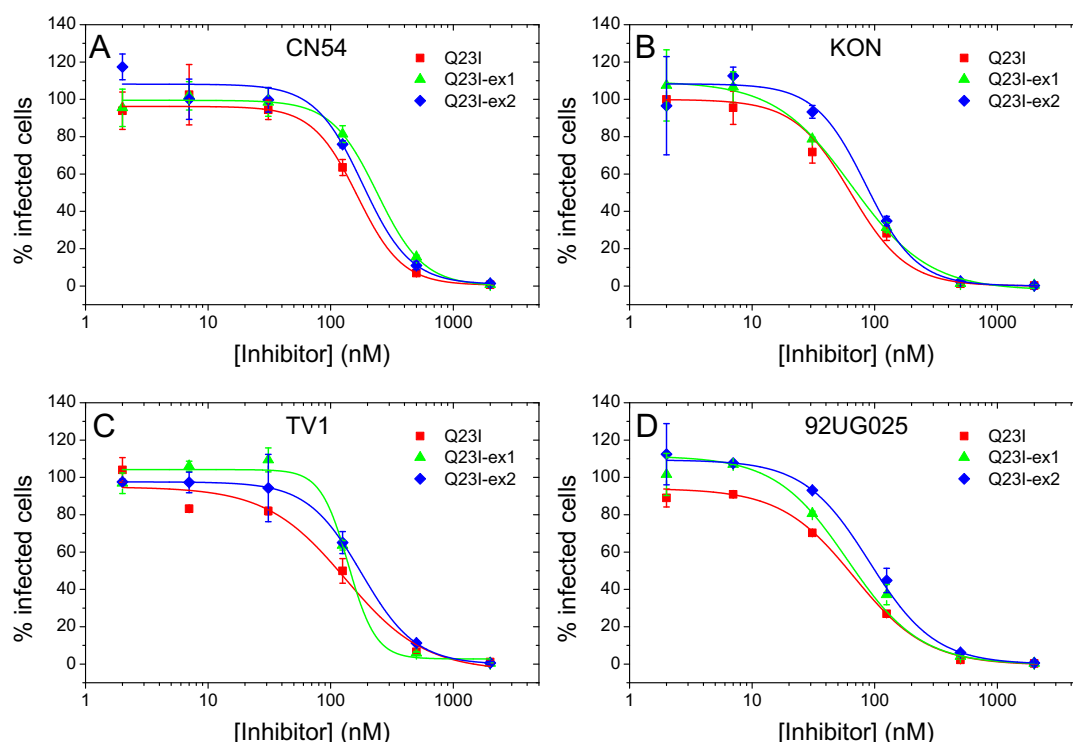 A
CN54
Q23I
Q23I-ex1
Q23I-ex2
% infected cells
140
120
100
80
60
40
20
0
1
10
100
1000
[Inhibitor] (nM)
B
KON
Q23I
Q23I-ex1
Q23I-ex2
% infected cells
140
120
100
80
60
40
20
0
1
10
100
1000
[Inhibitor] (nM)
C
TV1
Q23I
Q23I-ex1
Q23I-ex2
% infected cells
140
120
100
80
60
40
20
0
1
10
100
1000
[Inhibitor] (nM)
D
92UG025
Q23I
Q23I-ex1
Q23I-ex2
% infected cells
140
120
100
80
60
40
20
0
1
10
100
1000
[Inhibitor] (nM)